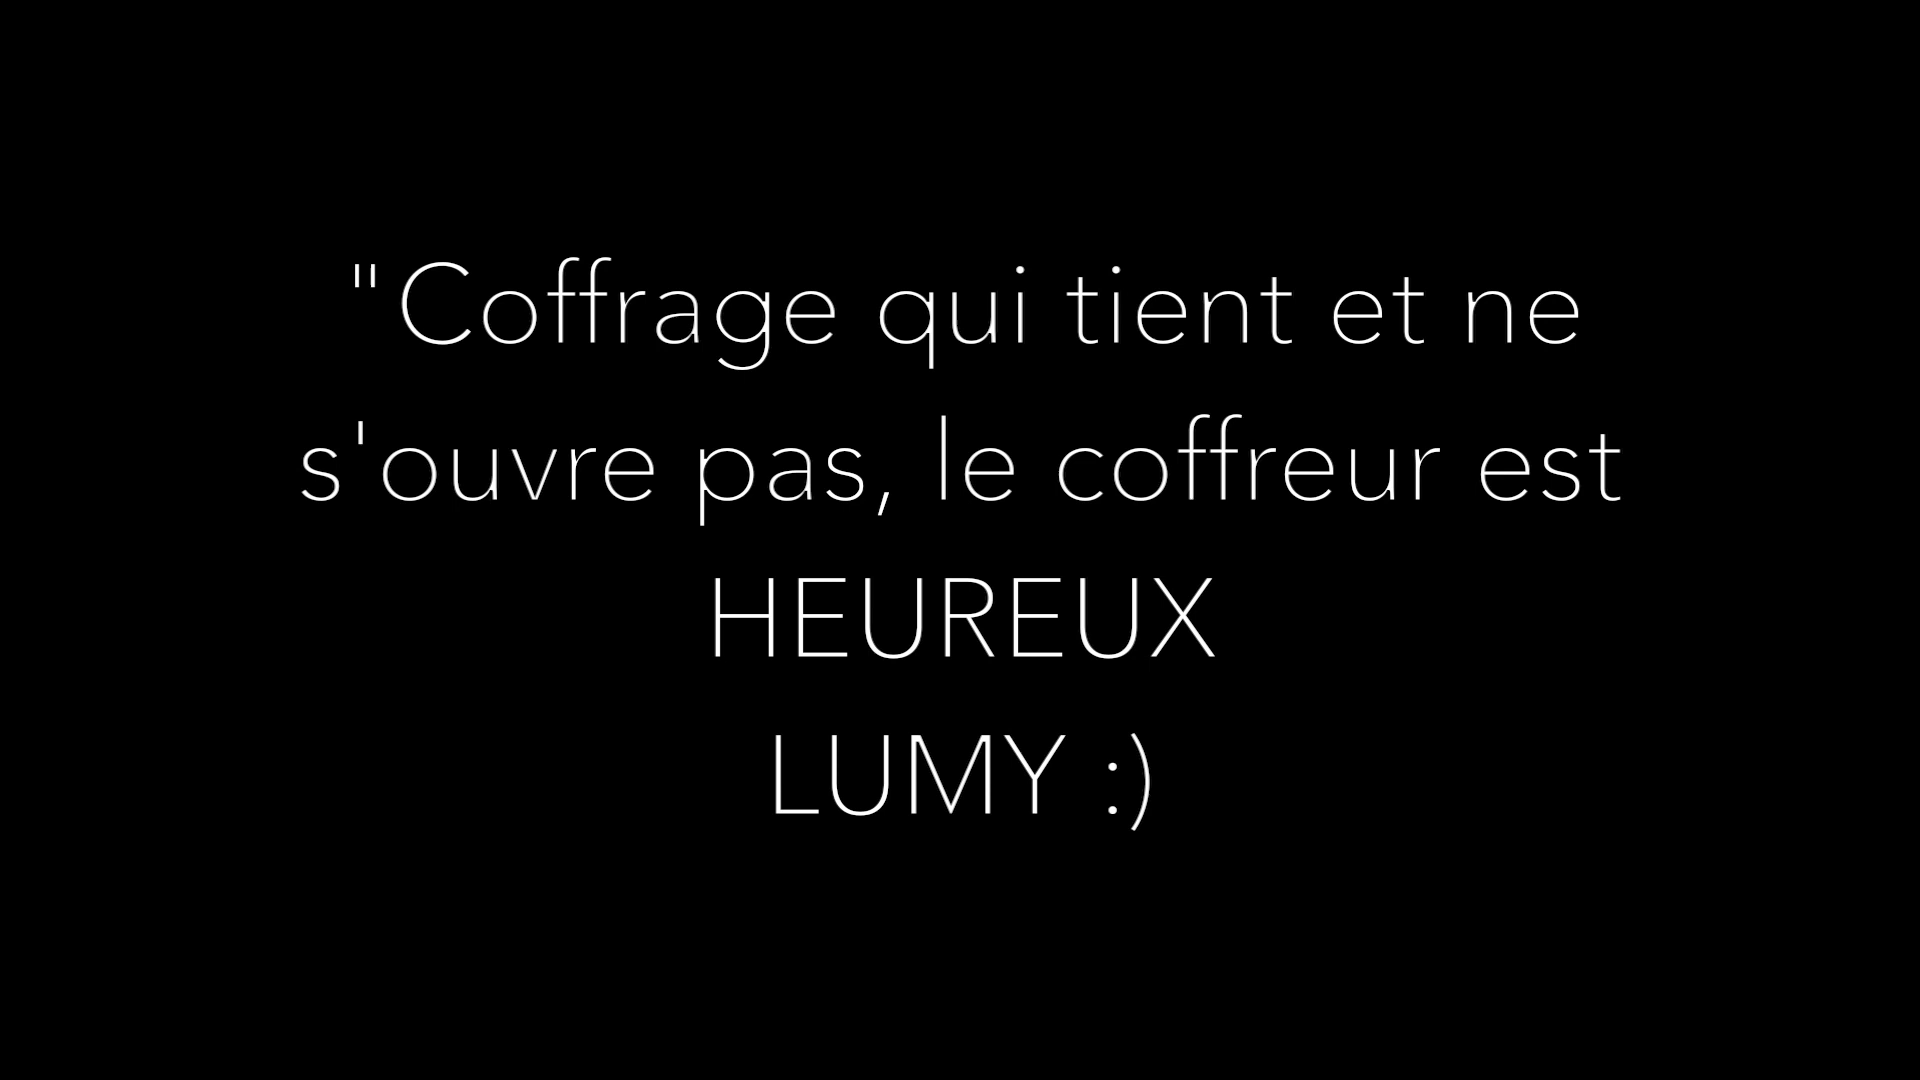 "Coffrage qui tient et ne
s'ouvre pas, le coffreur est
HEUREUX
LUMY :)